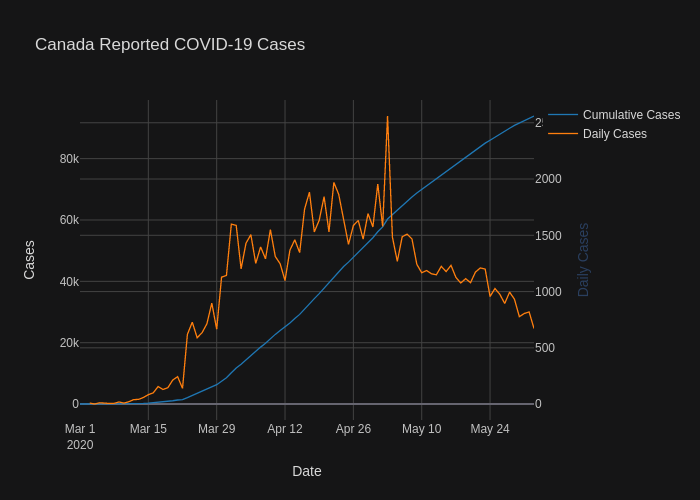 Canada Reported COVID-19 Cases
Cumulative Cases
Daily Cases
80k
60k
40k
20k
0
Cases
2000
1500
1000
500
0
Daily Cases
Mar 1
2020
Mar 15
Mar 29
Apr 12
Apr 26
May 10
May 24
Date